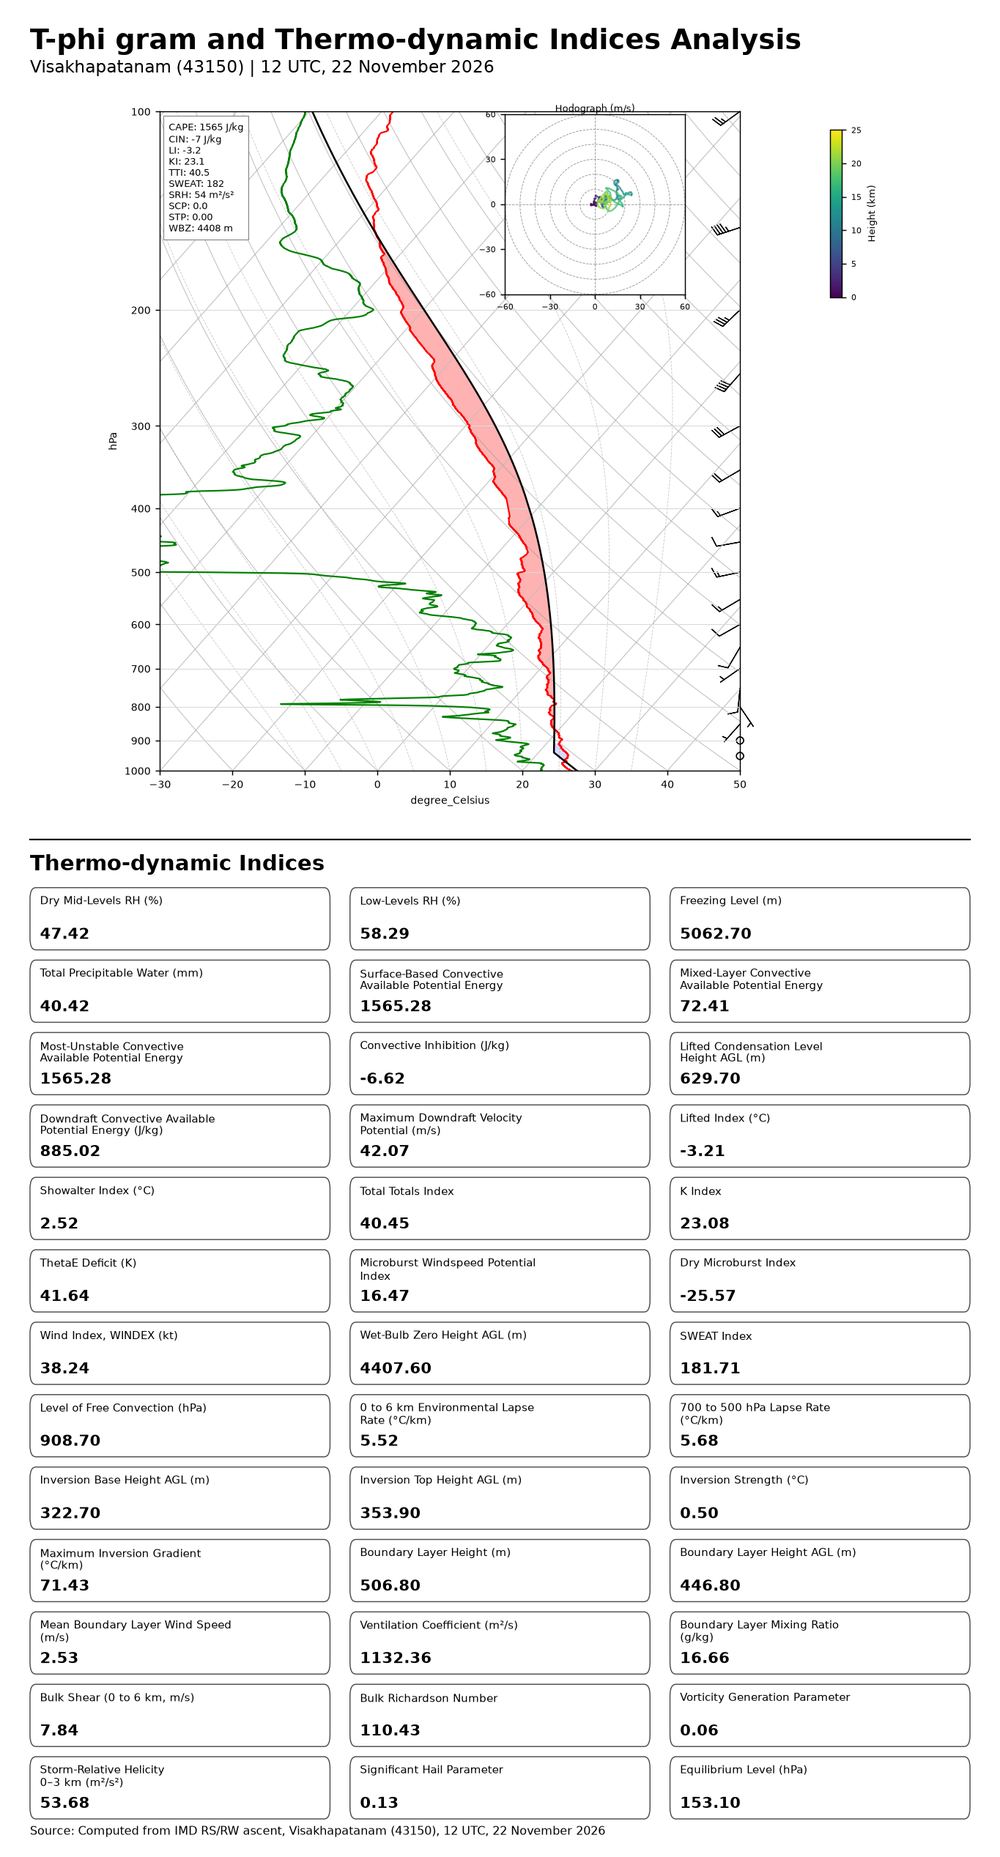 T-phi gram and Thermo-dynamic Indices Analysis
Visakhapatanam (43150) | 12 UTC, 22 November 2026
Hodograph (m/s)
CAPE: 1565 J/kg
CIN: -7 J/kg
LI: -3.2
KI: 23.1
TTI: 40.5
SWEAT: 182
SRH: 54 m²/s²
SCP: 0.0
STP: 0.00
WBZ: 4408 m
60
30
0
−30
−60
−60 −30 0 30 60
25
20
15
10
5
0
Height (km)
100
200
300
400
500
600
700
800
900
1000
hPa
−30 −20 −10 0 10 20 30 40 50
degree_Celsius
Thermo-dynamic Indices
Dry Mid-Levels RH (%)
47.42
Low-Levels RH (%)
58.29
Freezing Level (m)
5062.70
Total Precipitable Water (mm)
40.42
Surface-Based Convective
Available Potential Energy
1565.28
Mixed-Layer Convective
Available Potential Energy
72.41
Most-Unstable Convective
Available Potential Energy
1565.28
Convective Inhibition (J/kg)
-6.62
Lifted Condensation Level
Height AGL (m)
629.70
Downdraft Convective Available
Potential Energy (J/kg)
885.02
Maximum Downdraft Velocity
Potential (m/s)
42.07
Lifted Index (°C)
-3.21
Showalter Index (°C)
2.52
Total Totals Index
40.45
K Index
23.08
ThetaE Deficit (K)
41.64
Microburst Windspeed Potential
Index
16.47
Dry Microburst Index
-25.57
Wind Index, WINDEX (kt)
38.24
Wet-Bulb Zero Height AGL (m)
4407.60
SWEAT Index
181.71
Level of Free Convection (hPa)
908.70
0 to 6 km Environmental Lapse
Rate (°C/km)
5.52
700 to 500 hPa Lapse Rate
(°C/km)
5.68
Inversion Base Height AGL (m)
322.70
Inversion Top Height AGL (m)
353.90
Inversion Strength (°C)
0.50
Maximum Inversion Gradient
(°C/km)
71.43
Boundary Layer Height (m)
506.80
Boundary Layer Height AGL (m)
446.80
Mean Boundary Layer Wind Speed
(m/s)
2.53
Ventilation Coefficient (m²/s)
1132.36
Boundary Layer Mixing Ratio
(g/kg)
16.66
Bulk Shear (0 to 6 km, m/s)
7.84
Bulk Richardson Number
110.43
Vorticity Generation Parameter
0.06
Storm-Relative Helicity
0–3 km (m²/s²)
53.68
Significant Hail Parameter
0.13
Equilibrium Level (hPa)
153.10
Source: Computed from IMD RS/RW ascent, Visakhapatanam (43150), 12 UTC, 22 November 2026